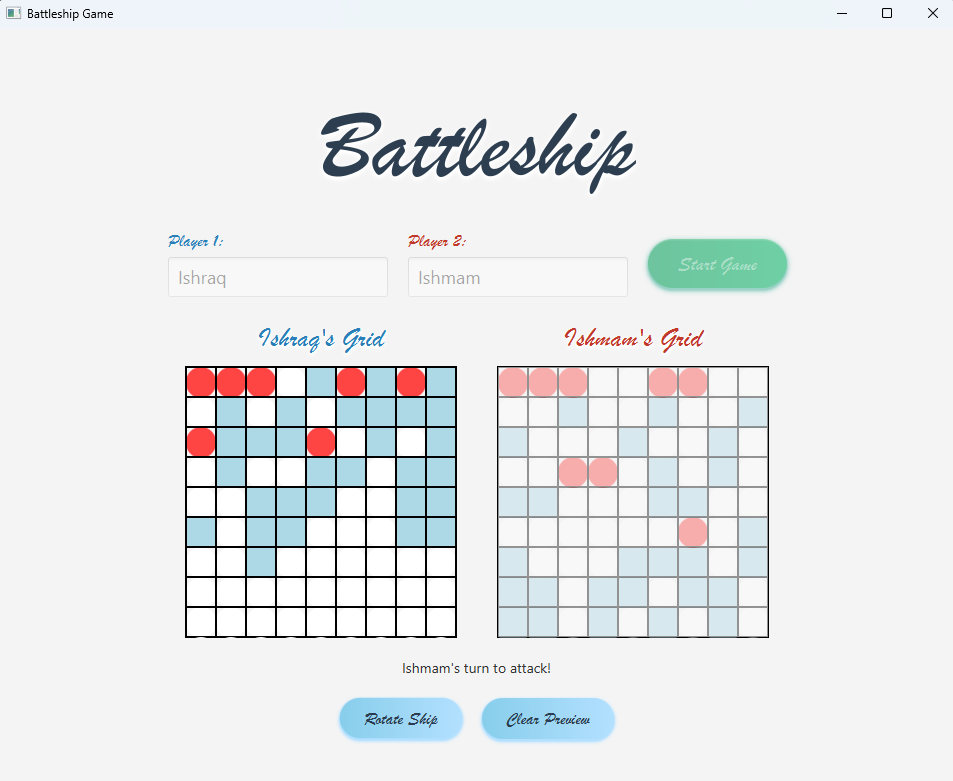 Battleship Game
Battleship
Player 1:
Player 2:
Ishraq
Ishmam
Start Game
Ishraq's Grid
Ishmam's Grid
Ishmam's turn to attack!
Rotate Ship
Clear Preview